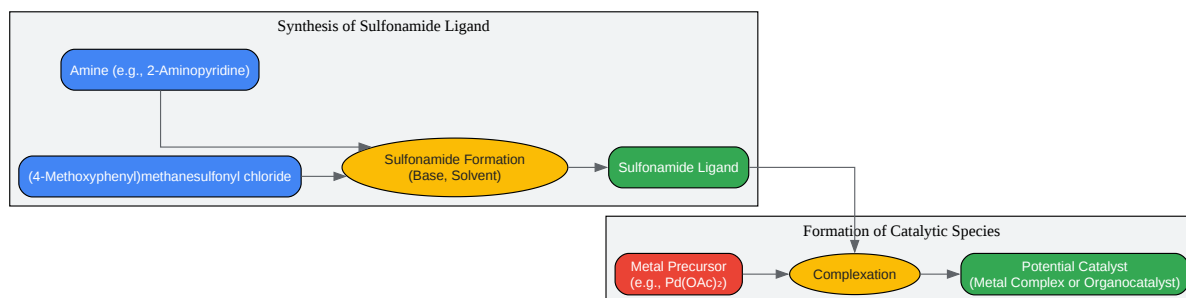 Synthesis of Sulfonamide Ligand
Amine (e.g., 2-Aminopyridine)
(4-Methoxyphenyl)methanesulfonyl chloride
Sulfonamide Formation
(Base, Solvent)
Sulfonamide Ligand
Formation of Catalytic Species
Metal Precursor
(e.g., Pd(OAc)₂)
Complexation
Potential Catalyst
(Metal Complex or Organocatalyst)